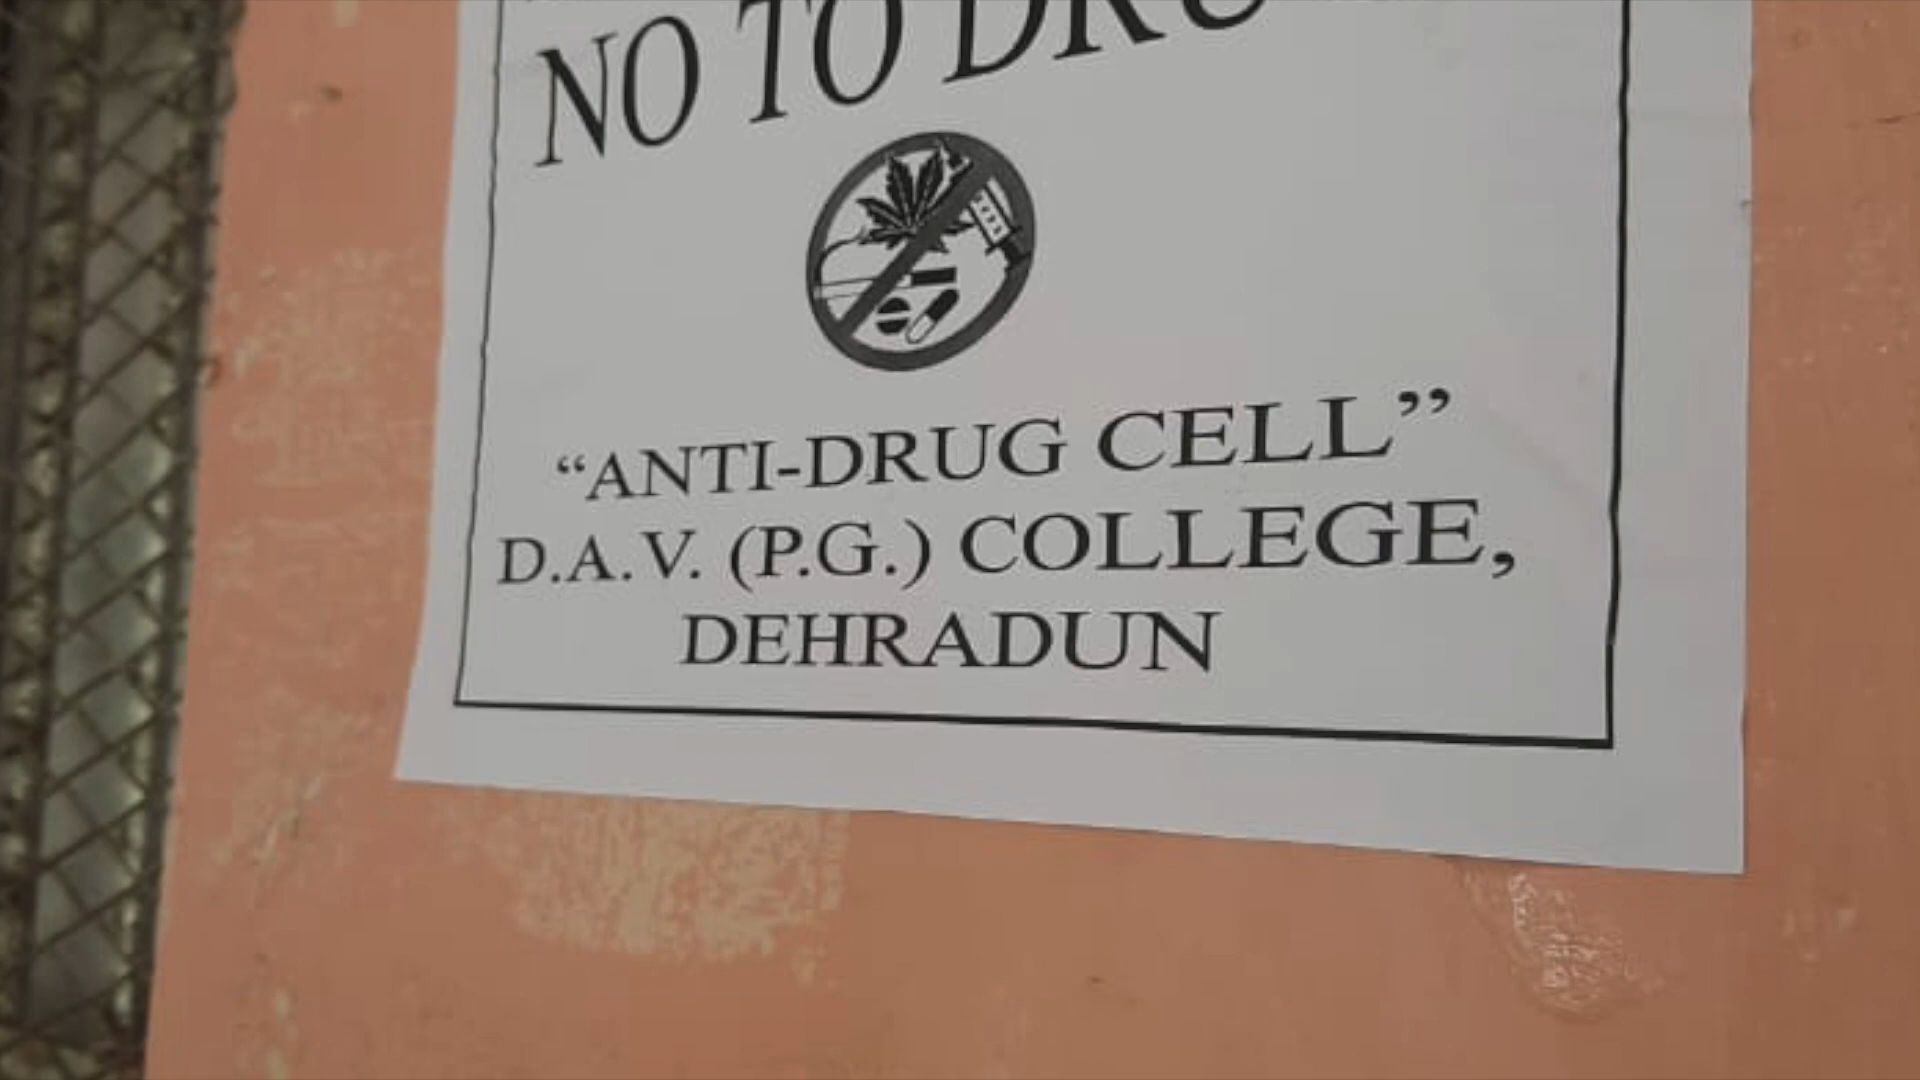 NO TO
“ANTI-DRUG CELL”
D.A.V. (P.G.) COLLEGE,
DEHRADUN